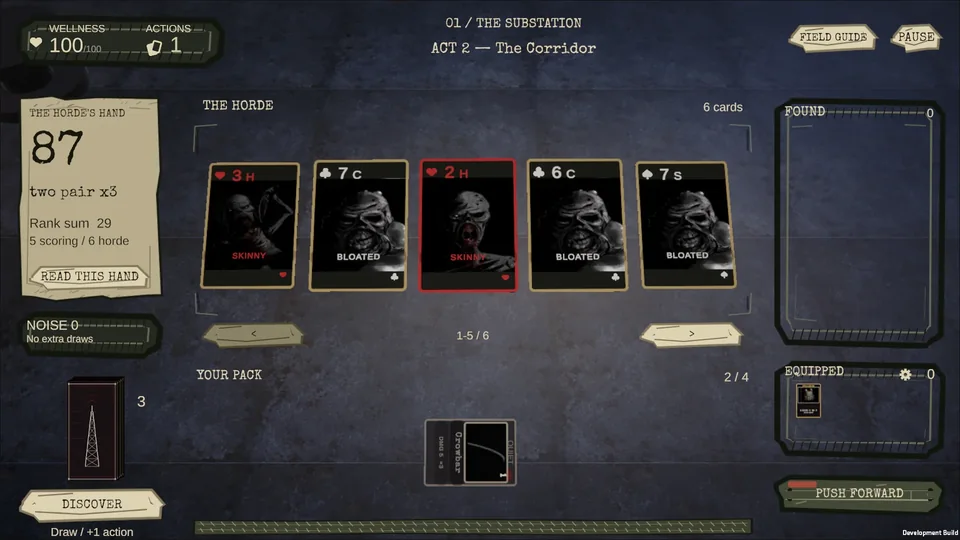 WELLNESS
100/100
ACTIONS
1
01 / THE SUBSTATION
ACT 2 — The Corridor
FIELD GUIDE
PAUSE
THE HORDE'S HAND
87
two pair x3
Rank sum 29
5 scoring / 6 horde
READ THIS HAND
THE HORDE
6 cards
3 H
SKINNY
7 C
BLOATED
2 H
SKINNY
6 C
BLOATED
7 S
BLOATED
FOUND
0
NOISE 0
No extra draws
<
1-5 / 6
>
YOUR PACK
2 / 4
EQUIPPED
0
3
Crowbar
DISCOVER
Draw / +1 action
PUSH FORWARD
Development Build